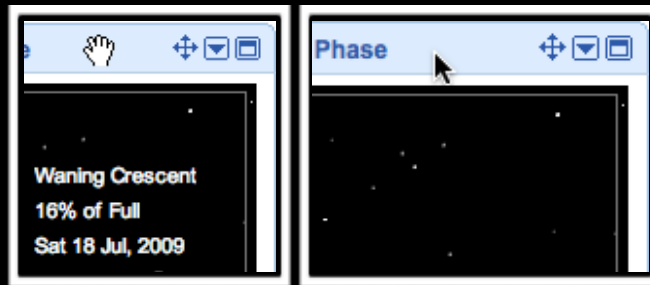 Phase
Waning Crescent
16% of Full
Sat 18 Jul, 2009